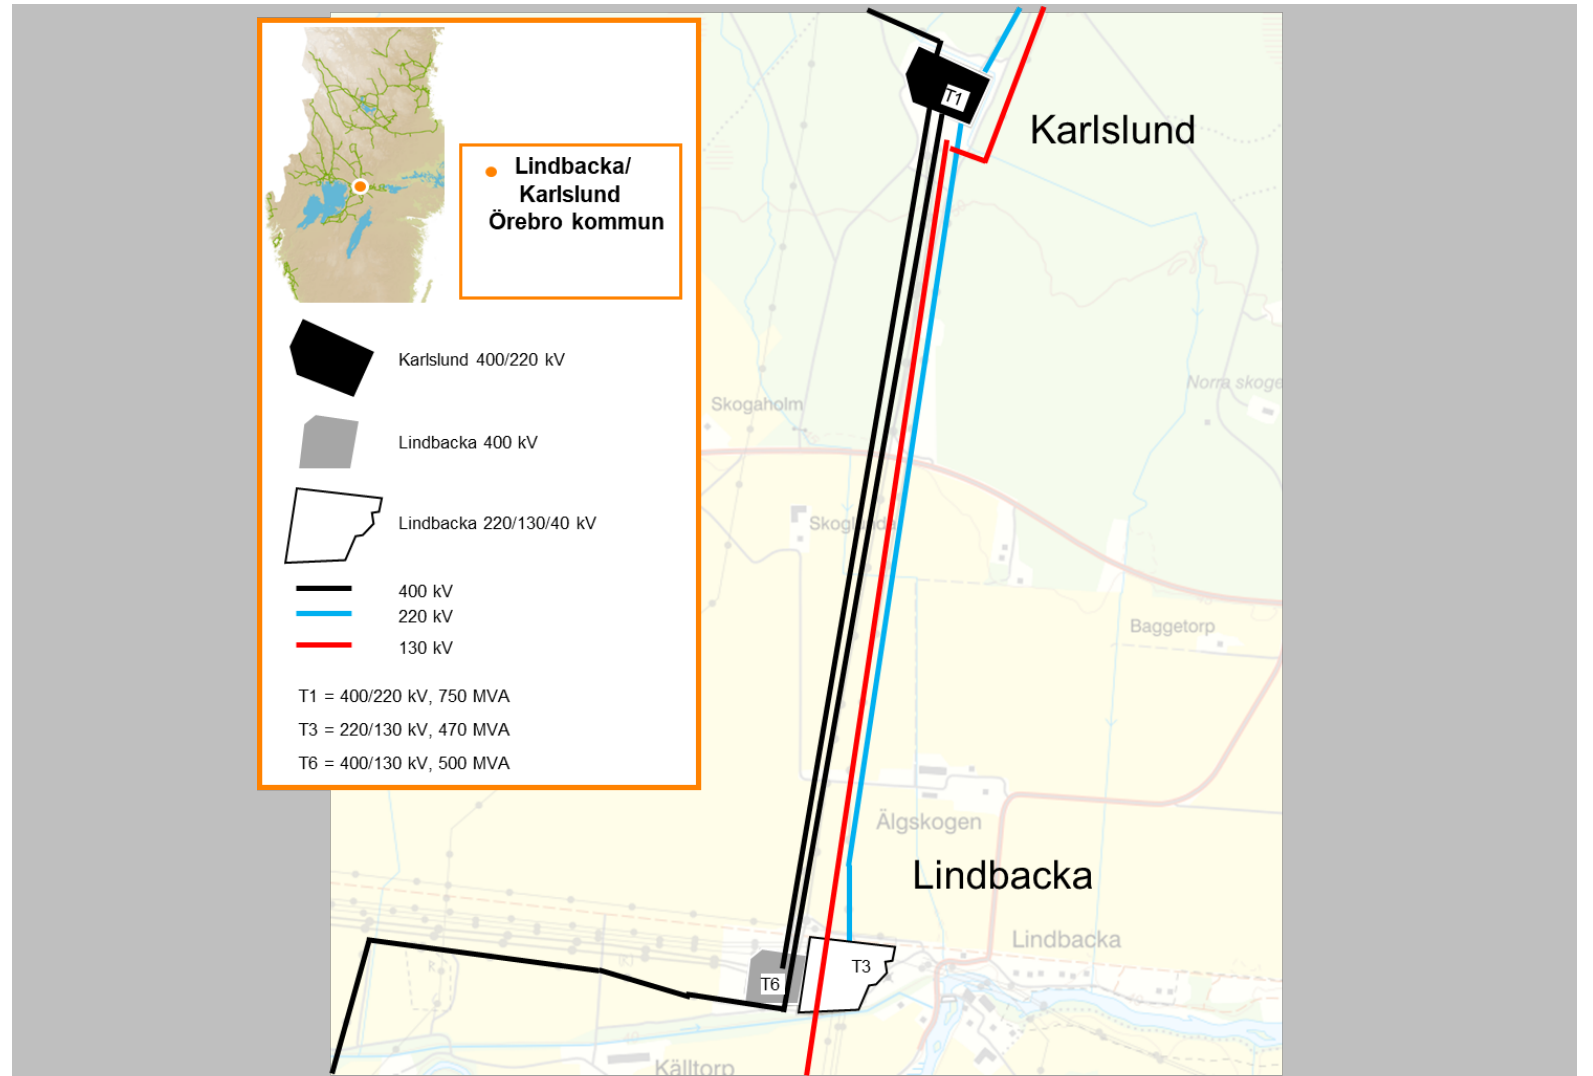 Lindbacka/
Karlslund
Örebro kommun
Karlslund 400/220 kV
Lindbacka 400 kV
Lindbacka 220/130/40 kV
400 kV
220 kV
130 kV
T1 = 400/220 kV, 750 MVA
T3 = 220/130 kV, 470 MVA
T6 = 400/130 kV, 500 MVA
T1
Karlslund
Norra skoge
Skogaholm
Skoglunda
Baggetorp
Älgskogen
Lindbacka
Lindbacka
T3
T6
Källtorp